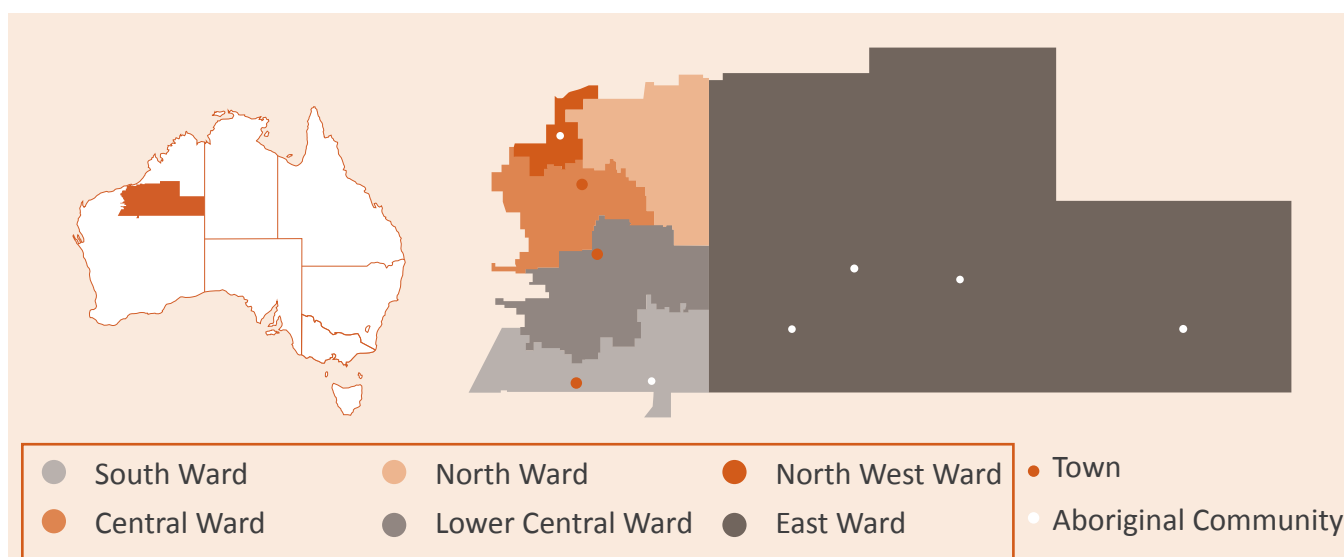 South Ward
North Ward
North West Ward
Town
Central Ward
Lower Central Ward
East Ward
Aboriginal Community